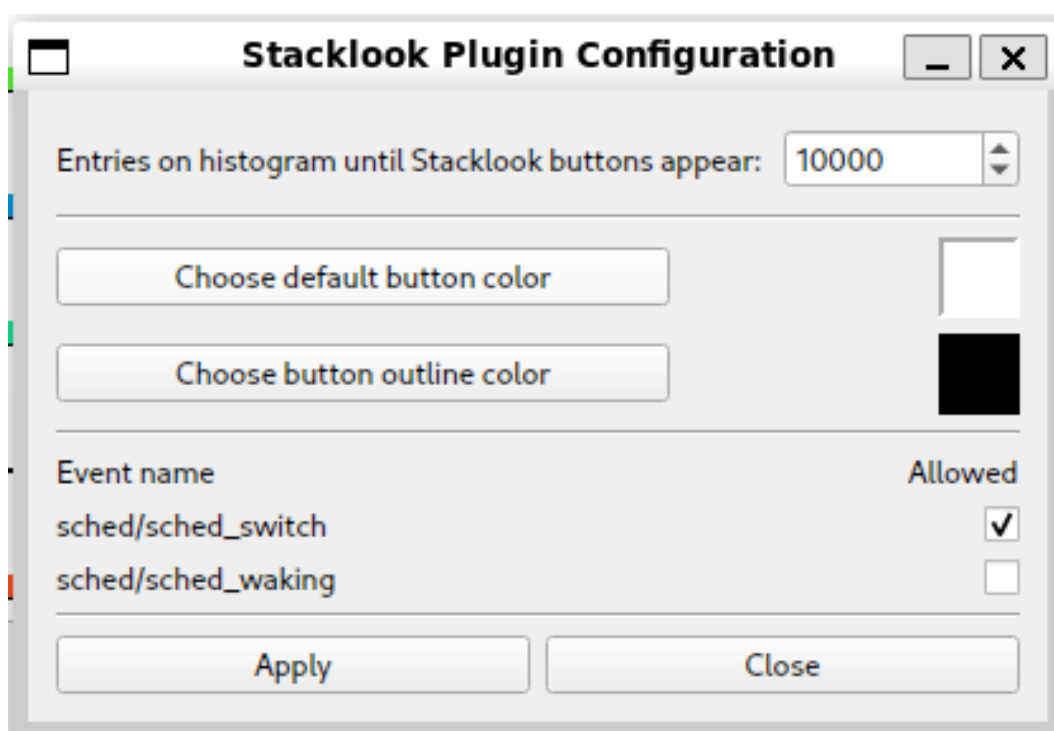 Stacklook Plugin Configuration
Entries on histogram until Stacklook buttons appear: 10000
Choose default button color
Choose button outline color
Event name Allowed
sched/sched_switch
sched/sched_waking
Apply Close